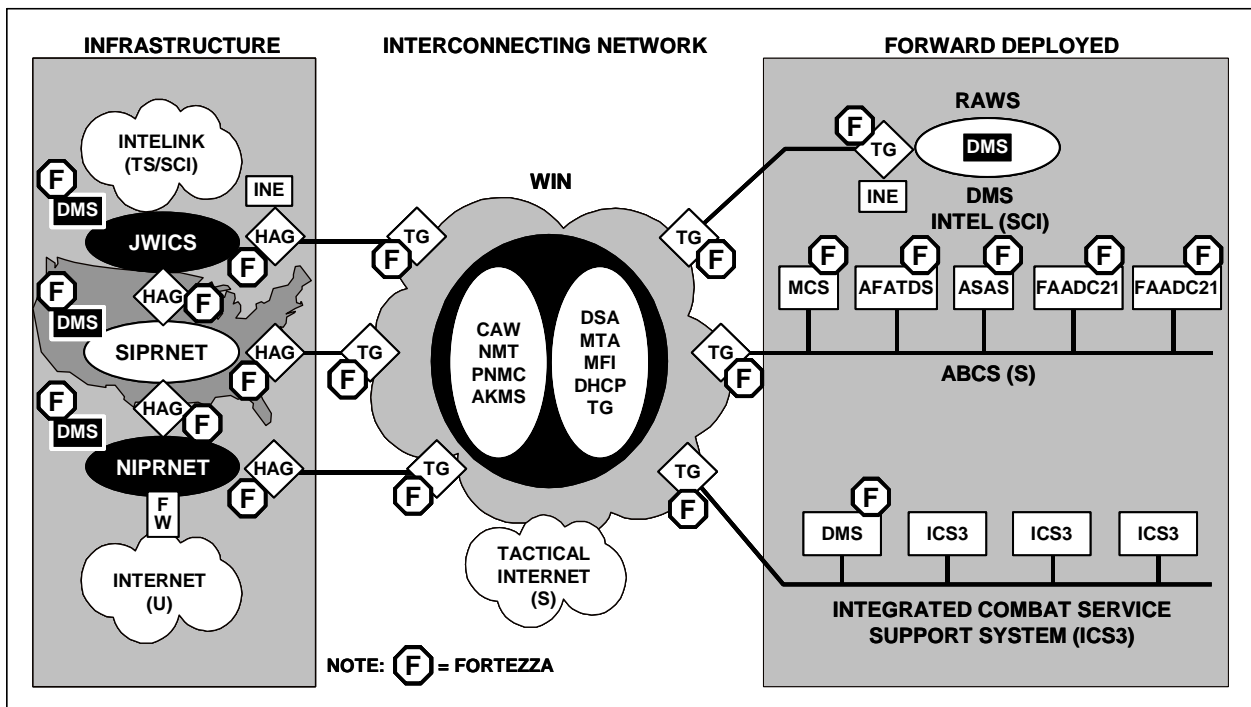 INFRASTRUCTURE
INTERCONNECTING NETWORK
FORWARD DEPLOYED
INTELINK
(TS/SCI)
F
DMS
INE
HAG
F
JWICS
HAG
F
F
DMS
SIPRNET
HAG
F
HAG
F
F
DMS
NIPRNET
HAG
F
F
W
INTERNET
(U)
WIN
TG
F
TG
F
TG
F
CAW
NMT
PNMC
AKMS
DSA
MTA
MFI
DHCP
TG
TG
F
TG
F
TG
F
TACTICAL
INTERNET
(S)
NOTE: F = FORTEZZA
RAWS
F
TG
DMS
INE
DMS
INTEL (SCI)
F
F
F
F
F
MCS
AFATDS
ASAS
FAADC21
FAADC21
ABCS (S)
F
DMS
ICS3
ICS3
ICS3
INTEGRATED COMBAT SERVICE
SUPPORT SYSTEM (ICS3)